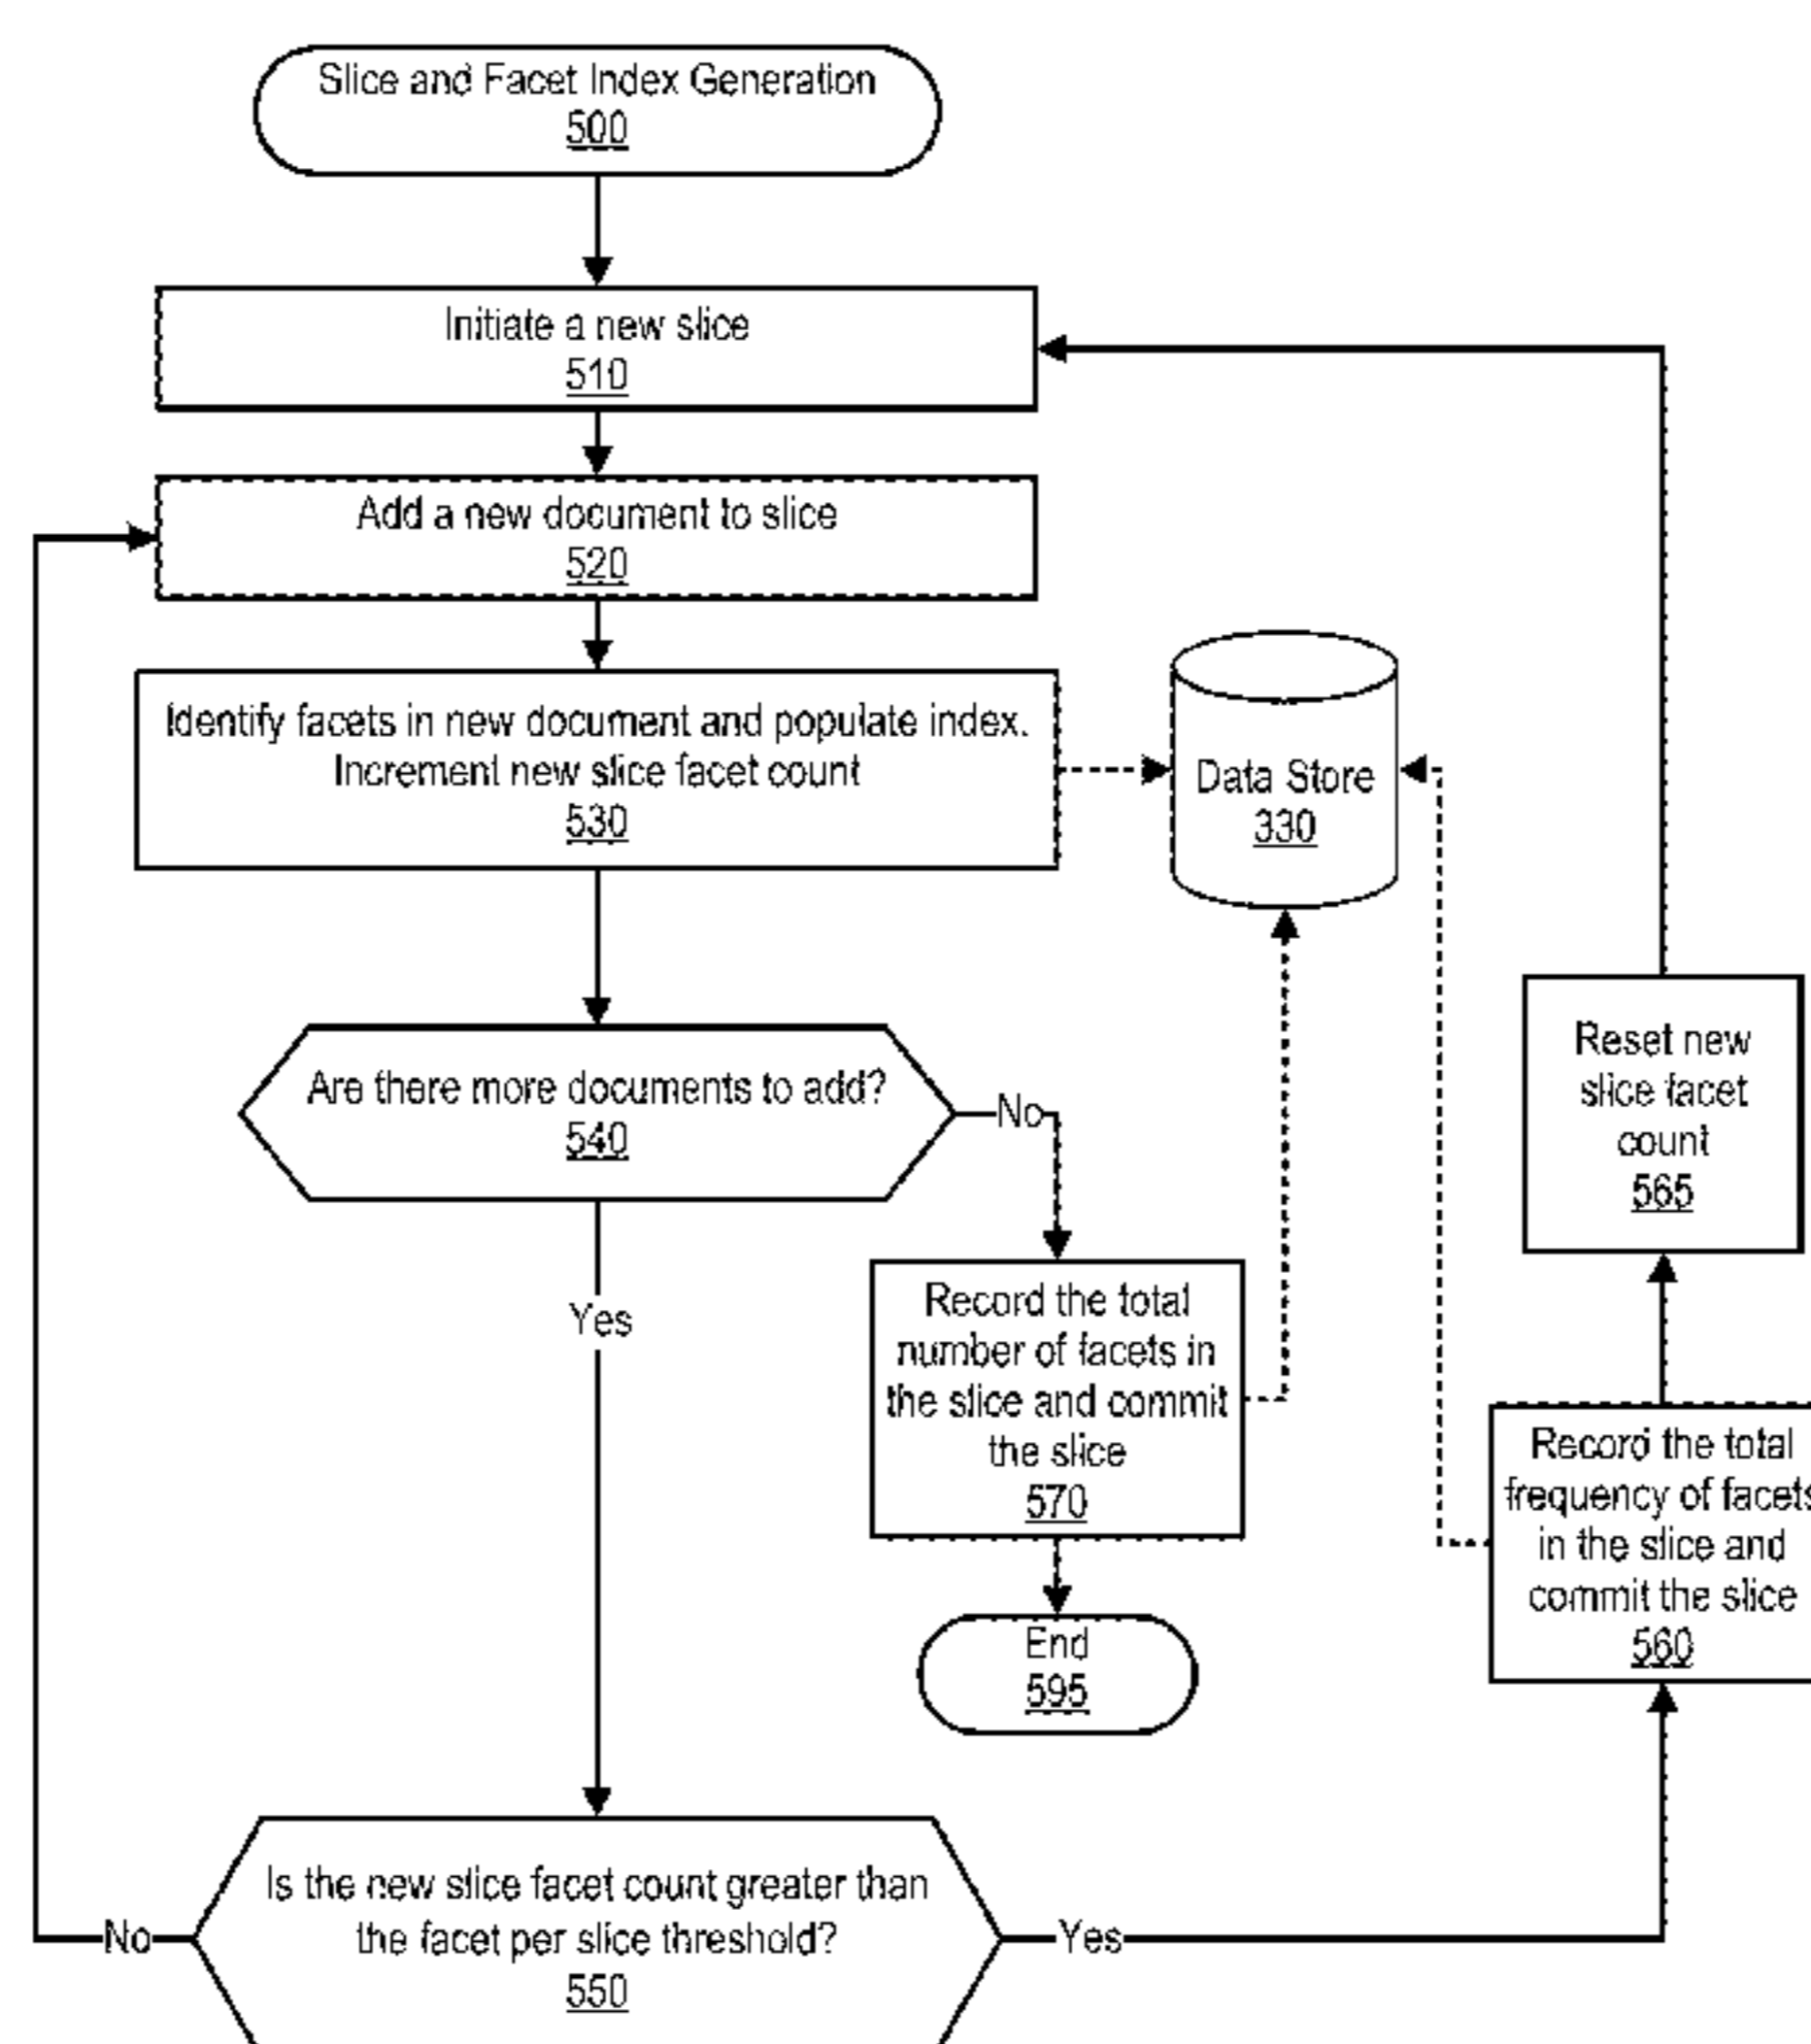 Slice and Facet Index Generation
500
Initiate a new slice
510
Add a new document to slice
520
Identify facets in new document and populate index.
Increment new slice facet count
530
Data Store
330
Are there more documents to add?
540
No
Yes
Record the total
number of facets in
the slice and commit
the slice
570
End
595
Reset new
slice facet
count
565
Record the total
frequency of facets
in the slice and
commit the slice
560
Is the new slice facet count greater than
the facet per slice threshold?
550
No
Yes